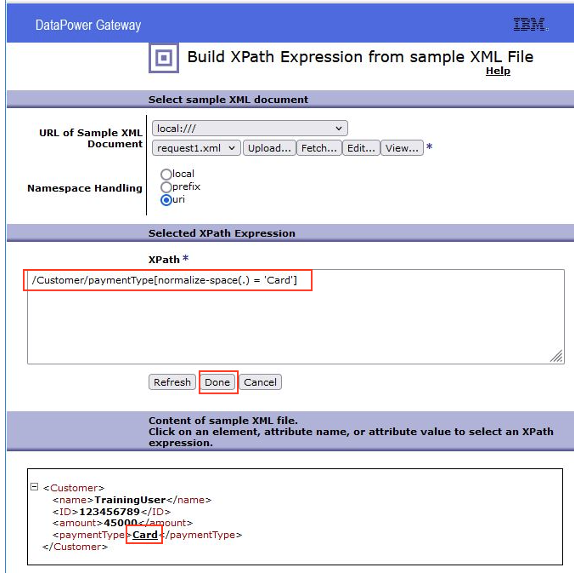 DataPower Gateway
IBM
Build XPath Expression from sample XML File
Help
Select sample XML document
URL of Sample XML Document
local:///
request1.xml Upload... Fetch... Edit... View... *
Namespace Handling
local
prefix
uri
Selected XPath Expression
XPath *
/Customer/paymentType[normalize-space(.) = 'Card']
Refresh Done Cancel
Content of sample XML file.
Click on an element, attribute name, or attribute value to select an XPath
expression.
<Customer>
<name>TrainingUser</name>
<ID>123456789</ID>
<amount>45000</amount>
<paymentType>Card</paymentType>
</Customer>